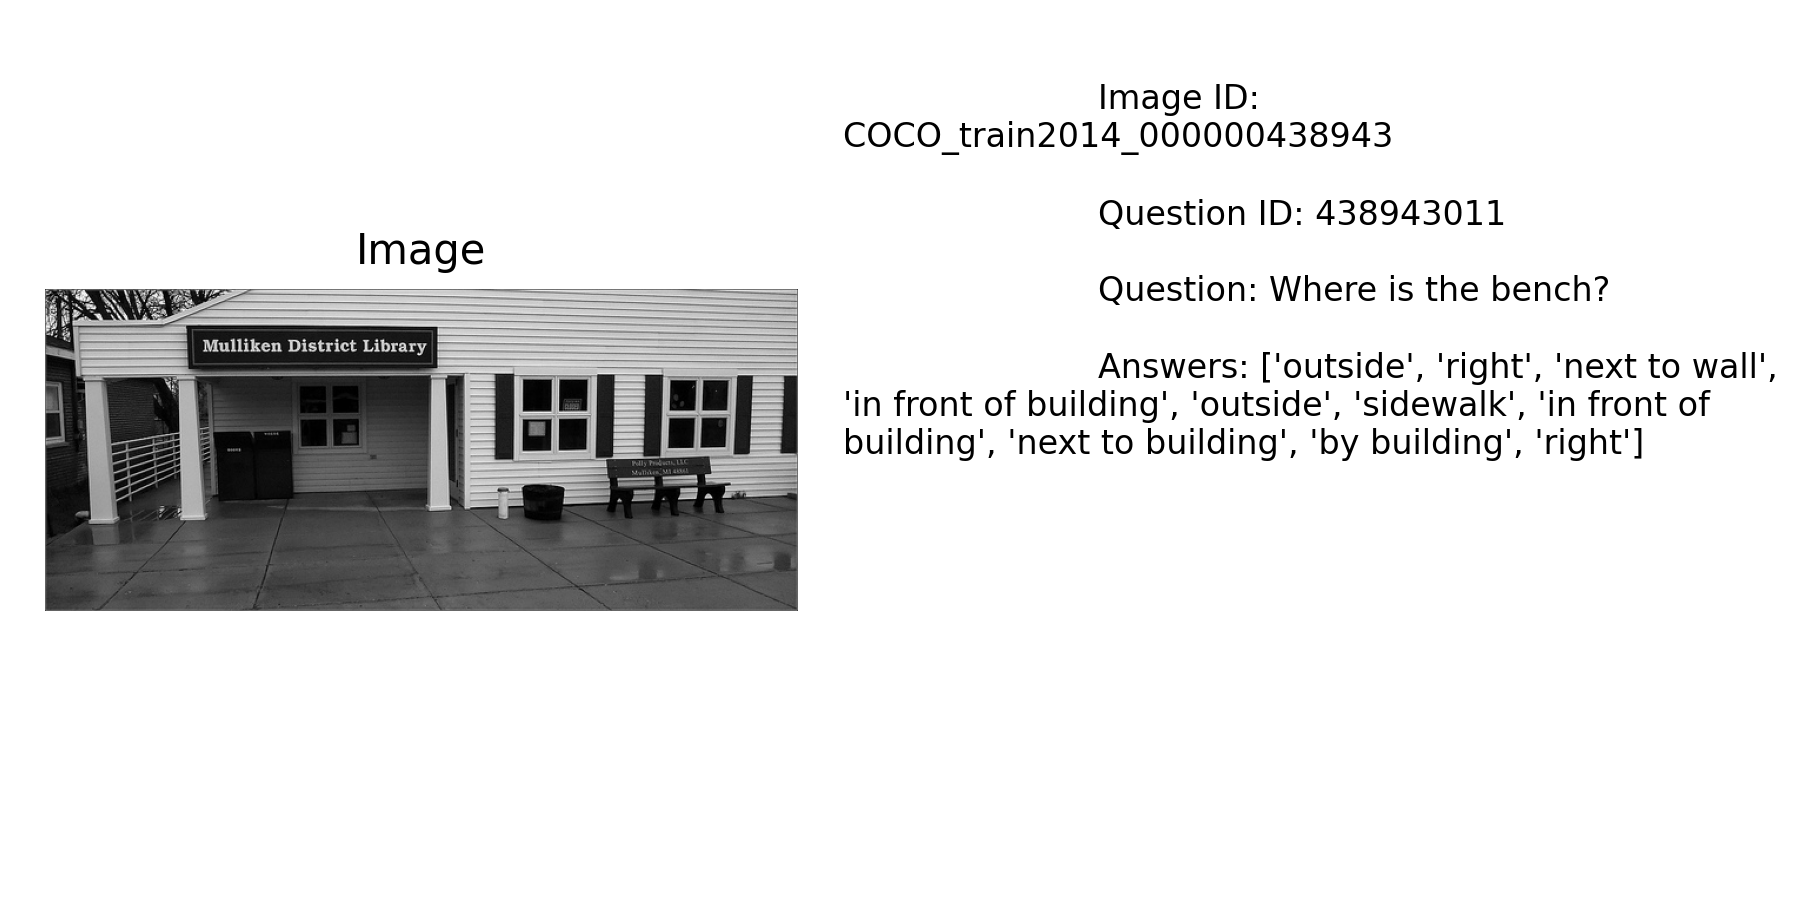 Image ID:
COCO_train2014_000000438943
Question ID: 438943011
Question: Where is the bench?
Answers: ['outside', 'right', 'next to wall',
'in front of building', 'outside', 'sidewalk', 'in front of
building', 'next to building', 'by building', 'right']
Image
Mulliken District Library
Polly Products, LLC
Mulliken, MI 48861